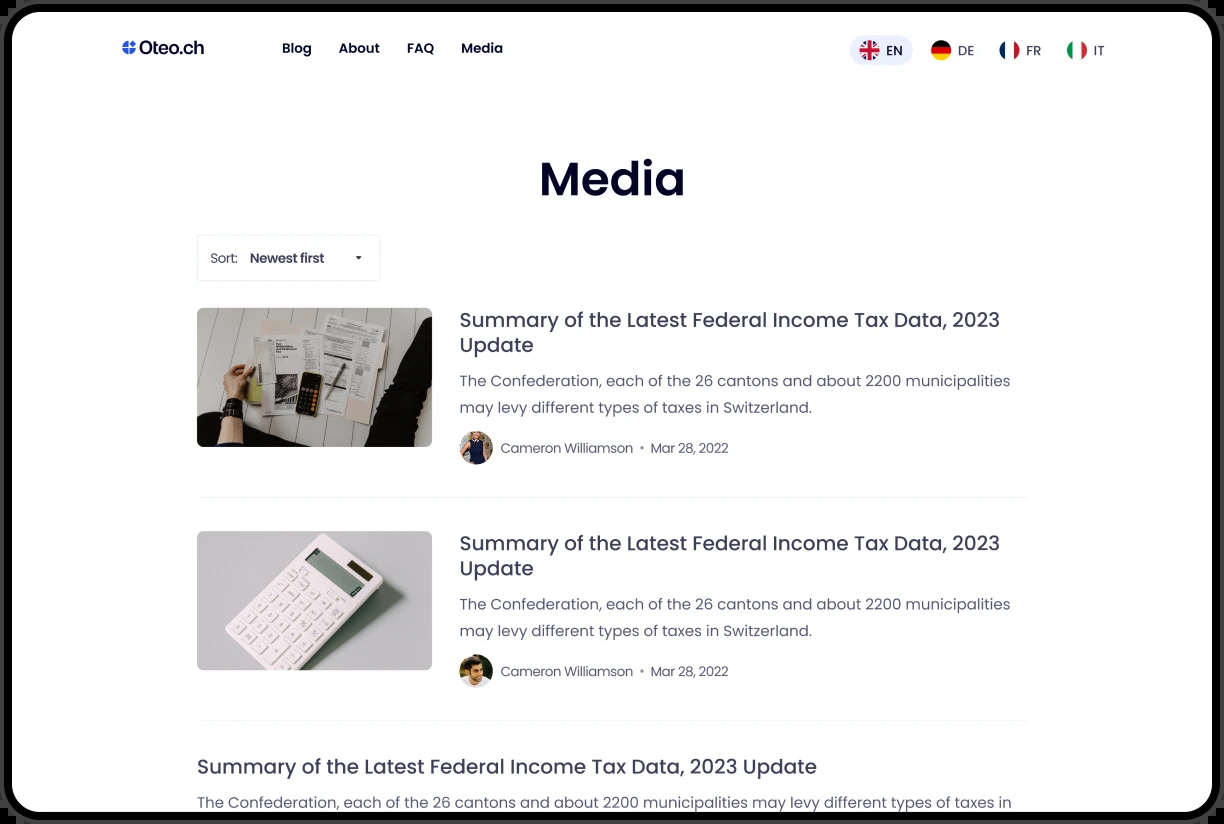 Oteo.ch
Blog
About
FAQ
Media
EN
DE
FR
IT
Media
Sort: Newest first
Summary of the Latest Federal Income Tax Data, 2023
Update
The Confederation, each of the 26 cantons and about 2200 municipalities
may levy different types of taxes in Switzerland.
Cameron Williamson • Mar 28, 2022
Summary of the Latest Federal Income Tax Data, 2023
Update
The Confederation, each of the 26 cantons and about 2200 municipalities
may levy different types of taxes in Switzerland.
Cameron Williamson • Mar 28, 2022
Summary of the Latest Federal Income Tax Data, 2023 Update
The Confederation, each of the 26 cantons and about 2200 municipalities may levy different types of taxes in